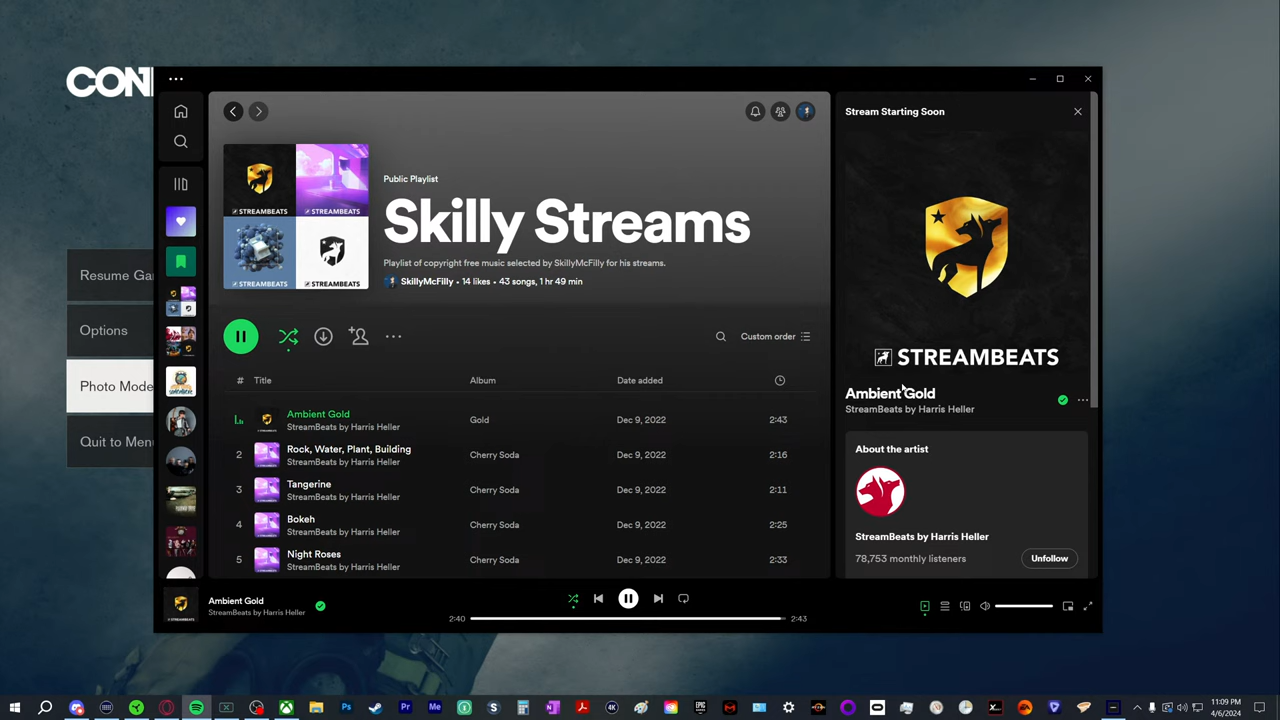 CON
Resume Ga
Options
Photo Mode
Quit to Menu
Public Playlist
Skilly Streams
Playlist of copyright free music selected by SkillyMcFilly for his streams.
SkillyMcFilly • 14 likes • 43 songs, 1 hr 49 min
STREAMBEATS
STREAMBEATS
STREAMBEATS
STREAMBEATS
Custom order
# Title Album Date added
Ambient Gold Gold Dec 9, 2022 2:43
StreamBeats by Harris Heller
2 Rock, Water, Plant, Building Cherry Soda Dec 9, 2022 2:16
StreamBeats by Harris Heller
3 Tangerine Cherry Soda Dec 9, 2022 2:11
StreamBeats by Harris Heller
4 Bokeh Cherry Soda Dec 9, 2022 2:25
StreamBeats by Harris Heller
5 Night Roses Cherry Soda Dec 9, 2022 2:33
StreamBeats by Harris Heller
Stream Starting Soon
STREAMBEATS
Ambient Gold
StreamBeats by Harris Heller
About the artist
StreamBeats by Harris Heller
78,753 monthly listeners Unfollow
Ambient Gold
StreamBeats by Harris Heller
2:40 2:43
11:09 PM
4/6/2024